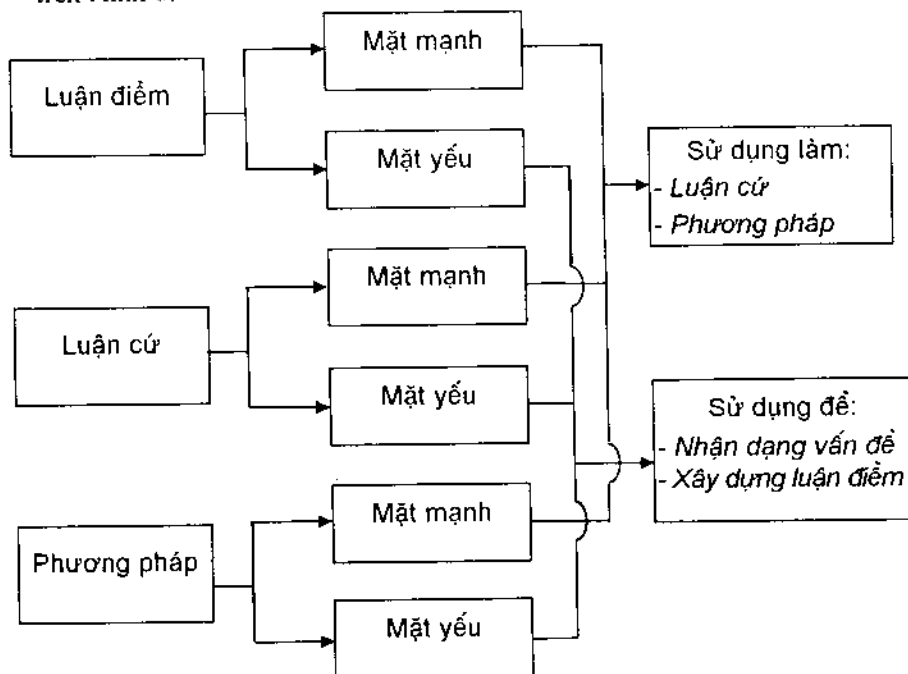 Luận điểm
Mặt mạnh
Mặt yếu
Luận cứ
Mặt mạnh
Mặt yếu
Phương pháp
Mặt mạnh
Mặt yếu
Sử dụng làm:
- Luận cứ
- Phương pháp
Sử dụng để:
- Nhận dạng vấn đề
- Xây dựng luận điểm